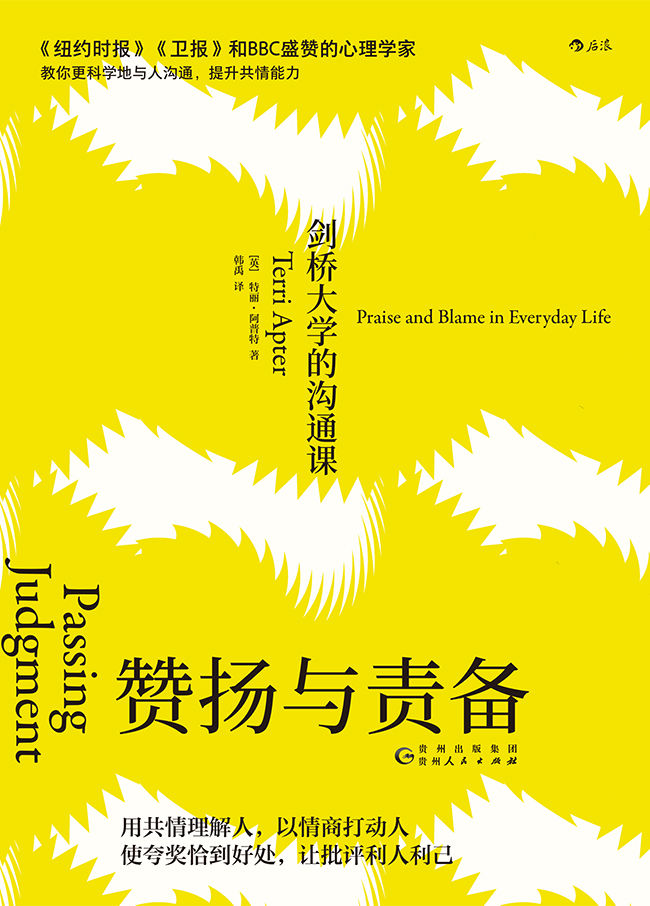 《纽约时报》《卫报》和BBC盛赞的心理学家
教你更科学地与人沟通，提升共情能力
后浪
剑桥大学的沟通课
Terri Apter
[英] 特丽·阿普特 著
韩禹 译
Praise and Blame in Everyday Life
Passing
Judgment
赞扬与责备
贵州出版集团
贵州人民出版社
用共情理解人，以情商打动人
使夸奖恰到好处，让批评利人利己